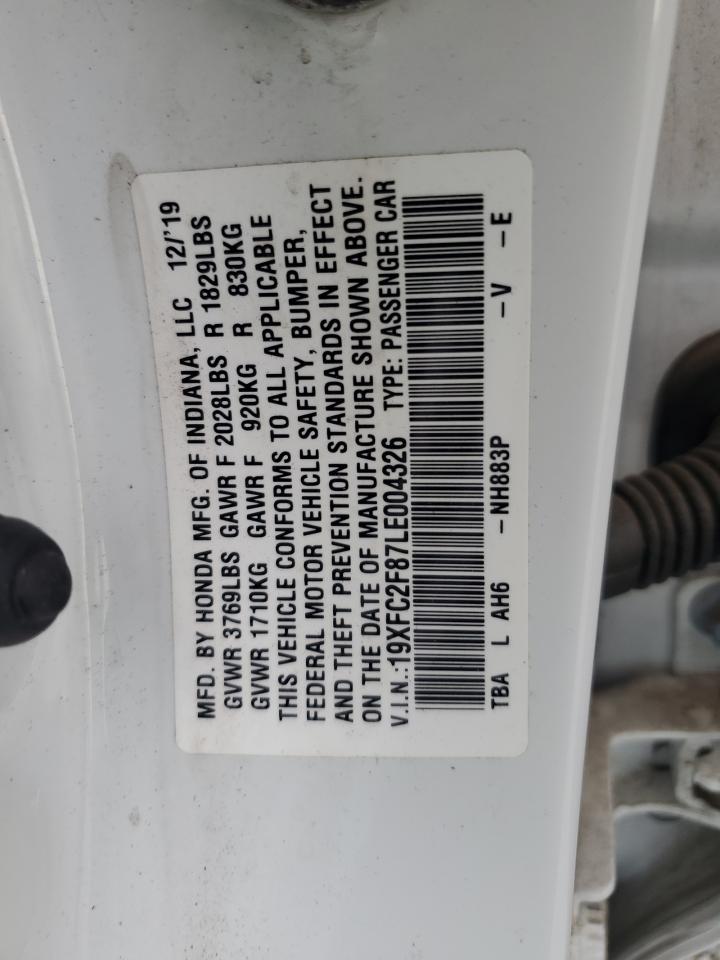 MFD. BY HONDA MFG. OF INDIANA, LLC 12/'19
GVWR 3769LBS GAWR F 2028LBS R 1829LBS
GVWR 1710KG GAWR F 920KG R 830KG
THIS VEHICLE CONFORMS TO ALL APPLICABLE
FEDERAL MOTOR VEHICLE SAFETY, BUMPER,
AND THEFT PREVENTION STANDARDS IN EFFECT
ON THE DATE OF MANUFACTURE SHOWN ABOVE.
V.I.N.:19XFC2F87LE004326 TYPE: PASSENGER CAR
TBA L AH6 -NH883P -V -E